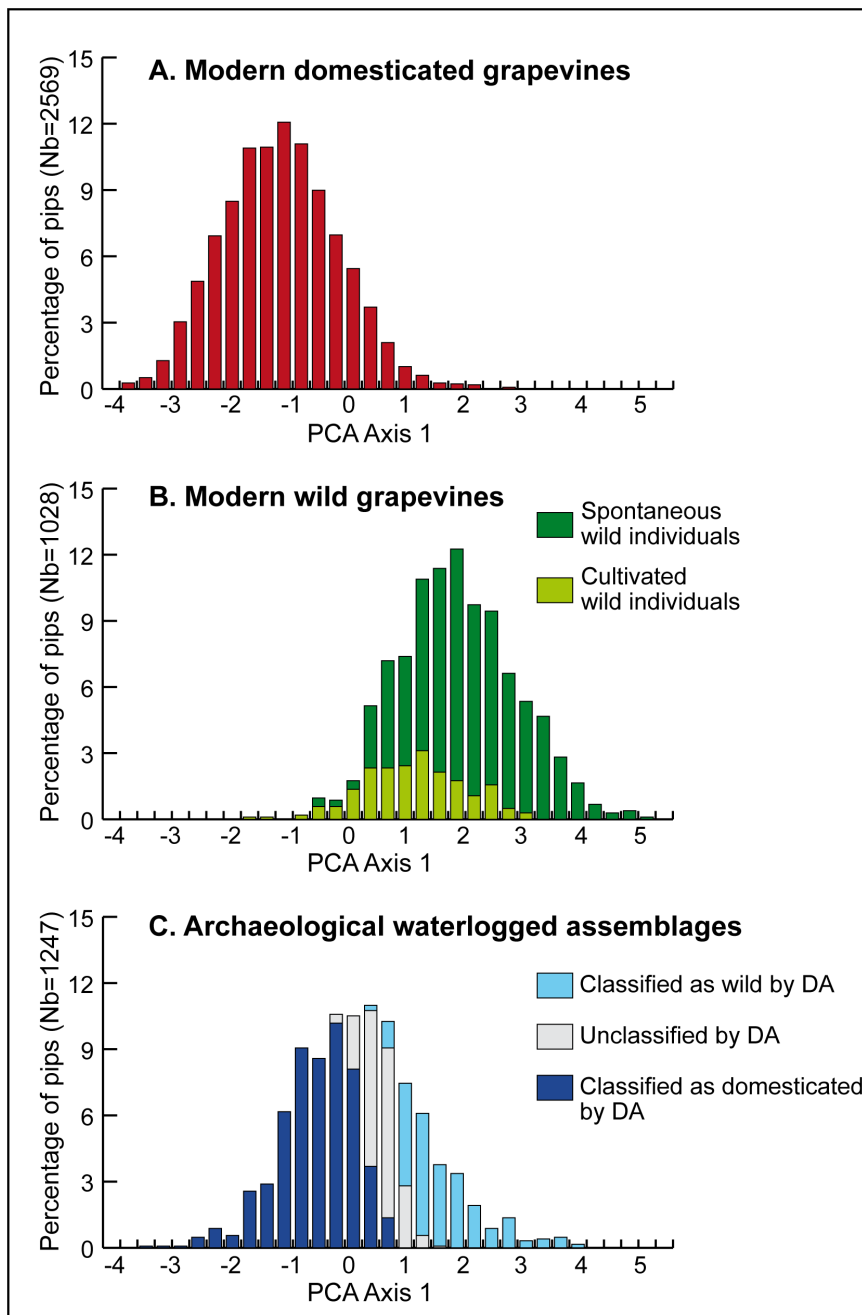 A. Modern domesticated grapevines
Percentage of pips (Nb=2569)
15
12
9
6
3
0
-4 -3 -2 -1 0 1 2 3 4 5
PCA Axis 1
B. Modern wild grapevines
Percentage of pips (Nb=1028)
15
12
9
6
3
0
Spontaneous
wild individuals
Cultivated
wild individuals
-4 -3 -2 -1 0 1 2 3 4 5
PCA Axis 1
C. Archaeological waterlogged assemblages
Percentage of pips (Nb=1247)
15
12
9
6
3
0
Classified as wild by DA
Unclassified by DA
Classified as domesticated
by DA
-4 -3 -2 -1 0 1 2 3 4 5
PCA Axis 1